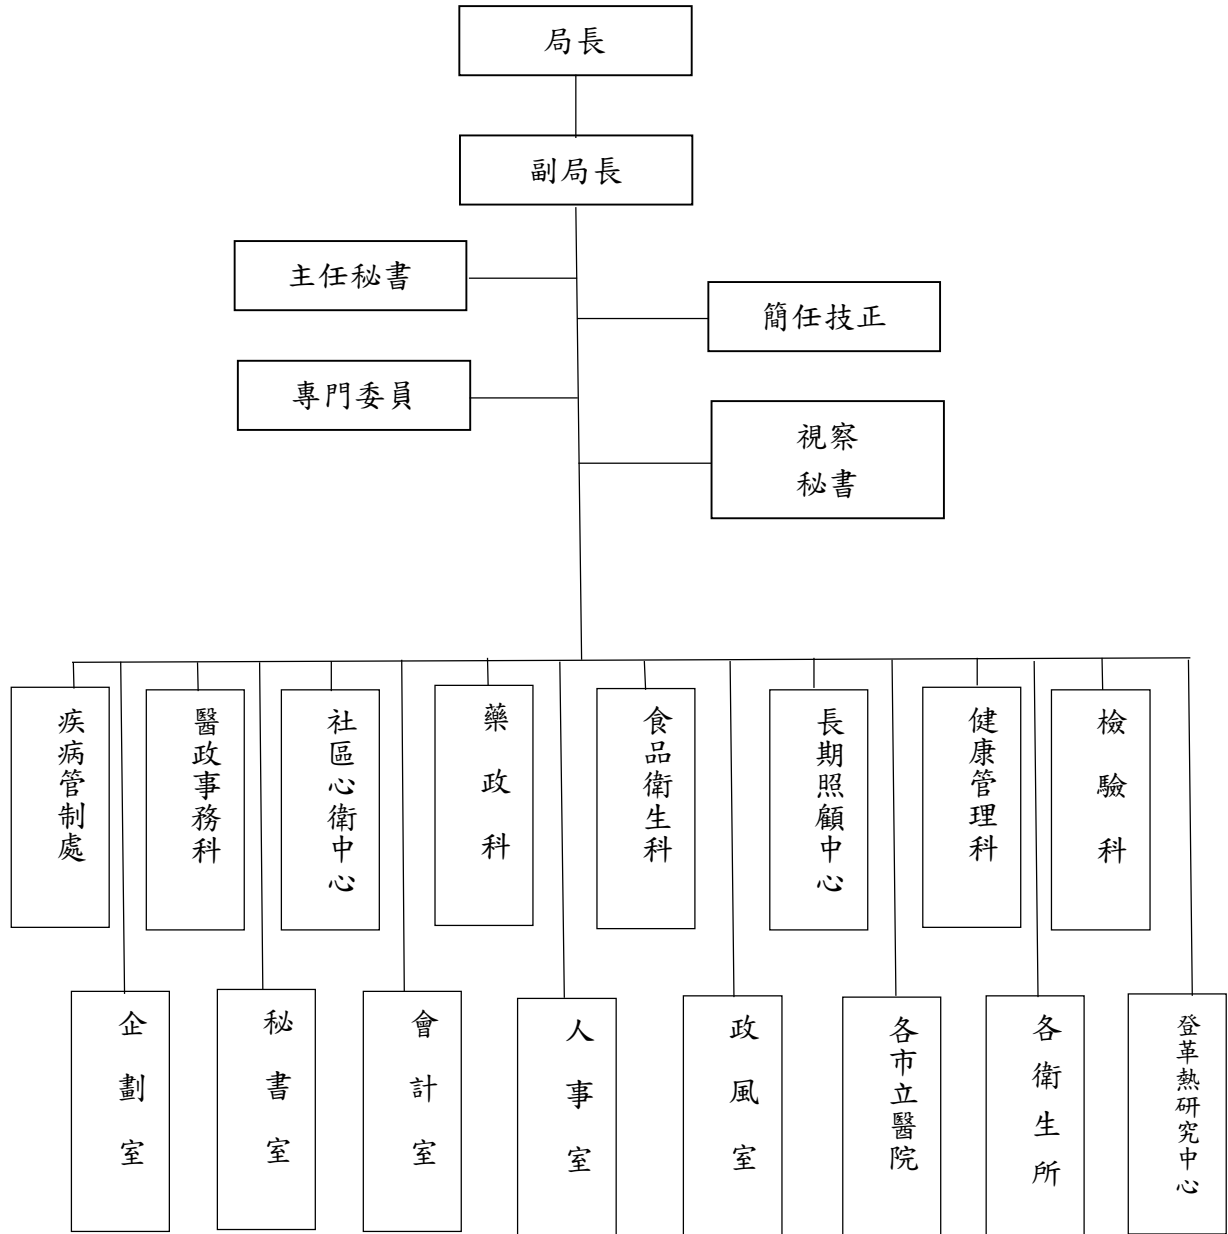 局長
副局長
主任秘書
簡任技正
專門委員
視察
秘書
疾病管制處
醫政事務科
社區心衛中心
藥政科
食品衛生科
長期照顧中心
健康管理科
檢驗科
企劃室
秘書室
會計室
人事室
政風室
各市立醫院
各衛生所
登革熱研究中心